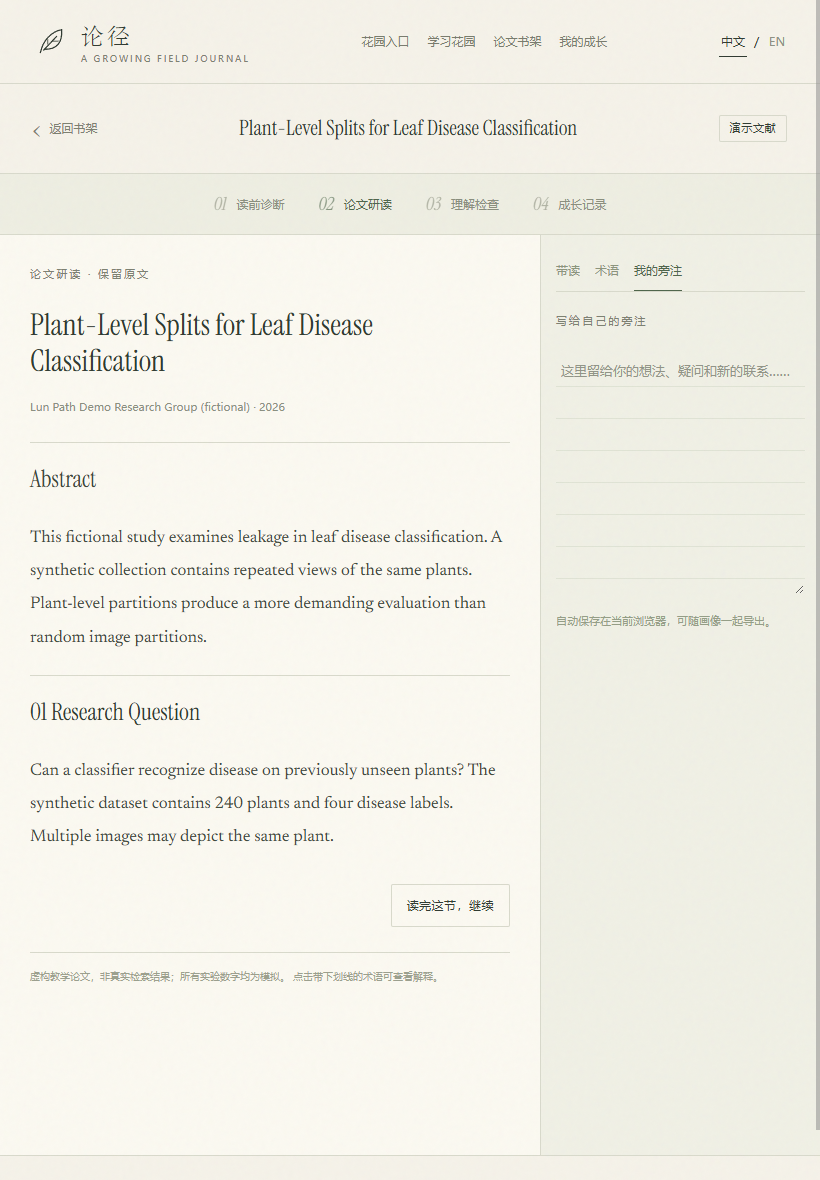 论径
A GROWING FIELD JOURNAL
花园入口 学习花园 论文书架 我的成长
中文 / EN
返回书架
Plant-Level Splits for Leaf Disease Classification
演示文献
01 读前诊断 02 论文研读 03 理解检查 04 成长记录
论文研读 · 保留原文
Plant-Level Splits for Leaf Disease
Classification
Lun Path Demo Research Group (fictional) · 2026
Abstract
This fictional study examines leakage in leaf disease classification. A
synthetic collection contains repeated views of the same plants.
Plant-level partitions produce a more demanding evaluation than
random image partitions.
01 Research Question
Can a classifier recognize disease on previously unseen plants? The
synthetic dataset contains 240 plants and four disease labels.
Multiple images may depict the same plant.
读完这节，继续
虚构教学论文，非真实检索结果；所有实验数字均为模拟。 点击带下划线的术语可查看解释。
带读 术语 我的旁注
写给自己的旁注
这里留给你的想法、疑问和新的联系……
自动保存在当前浏览器，可随画像一起导出。